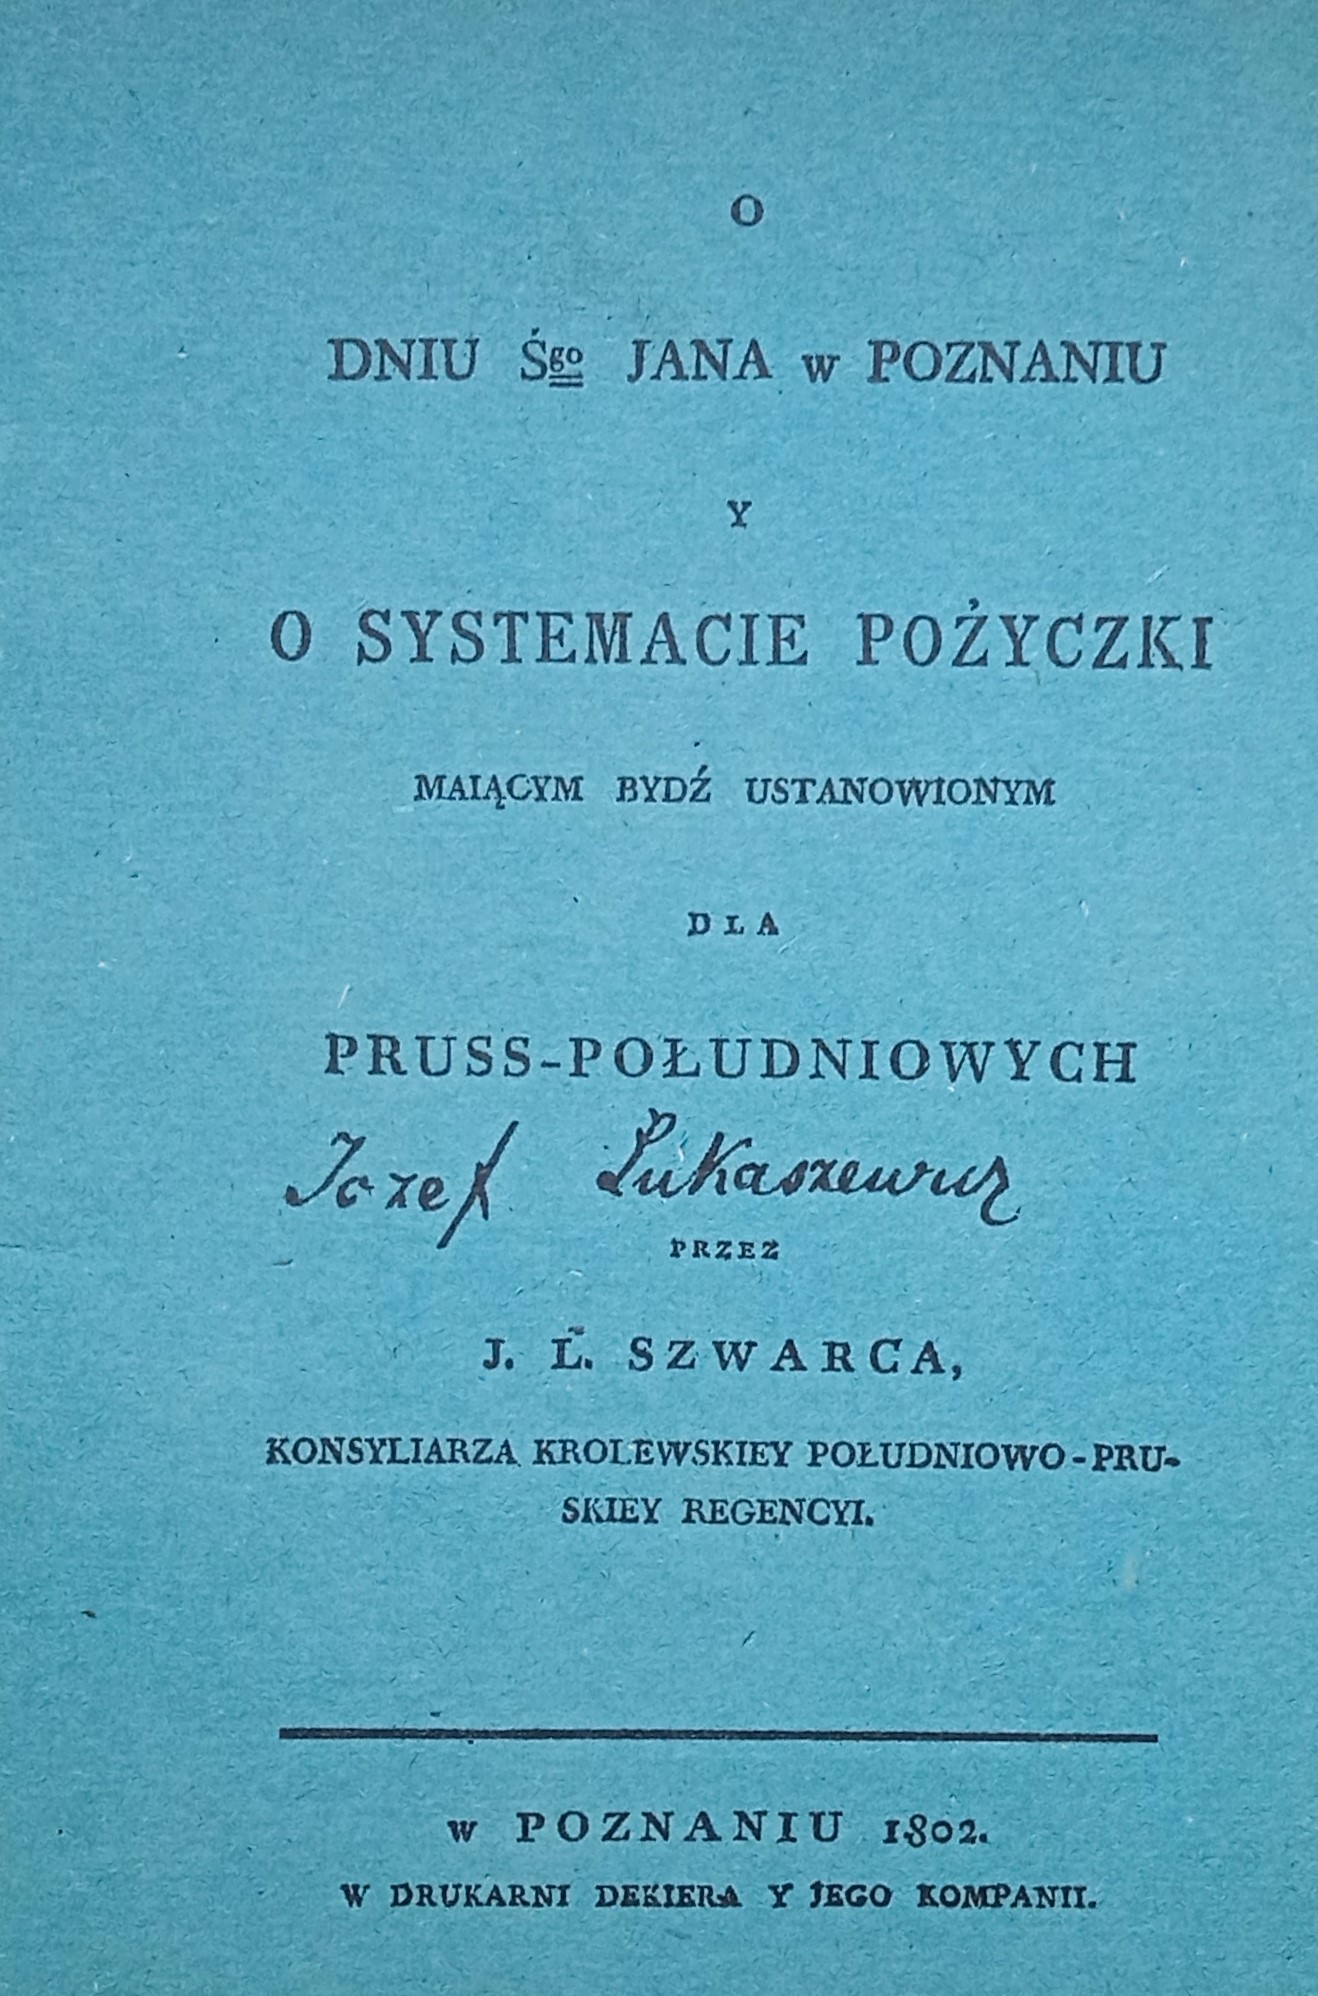 O
DNIU Śgo JANA w POZNANIU
Y
O SYSTEMACIE POŻYCZKI
MAIĄCYM BYDŹ USTANOWIONYM
DLA
PRUSS-POŁUDNIOWYCH
Jozef Łukaszewicz
PRZEZ
J. L. SZWARCA,
KONSYLIARZA KROLEWSKIEY POŁUDNIOWO-PRU-
SKIEY REGENCYI.
w POZNANIU 1802.
W DRUKARNI DEKIERA Y JEGO KOMPANII.